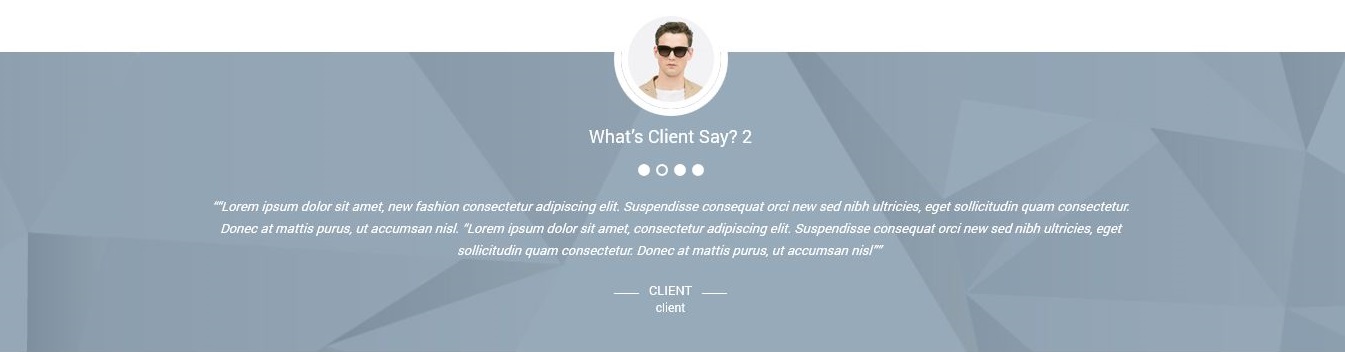 What's Client Say? 2
““Lorem ipsum dolor sit amet, new fashion consectetur adipiscing elit. Suspendisse consequat orci new sed nibh ultricies, eget sollicitudin quam consectetur.
Donec at mattis purus, ut accumsan nisl. “Lorem ipsum dolor sit amet, consectetur adipiscing elit. Suspendisse consequat orci new sed nibh ultricies, eget
sollicitudin quam consectetur. Donec at mattis purus, ut accumsan nisl””
CLIENT
client